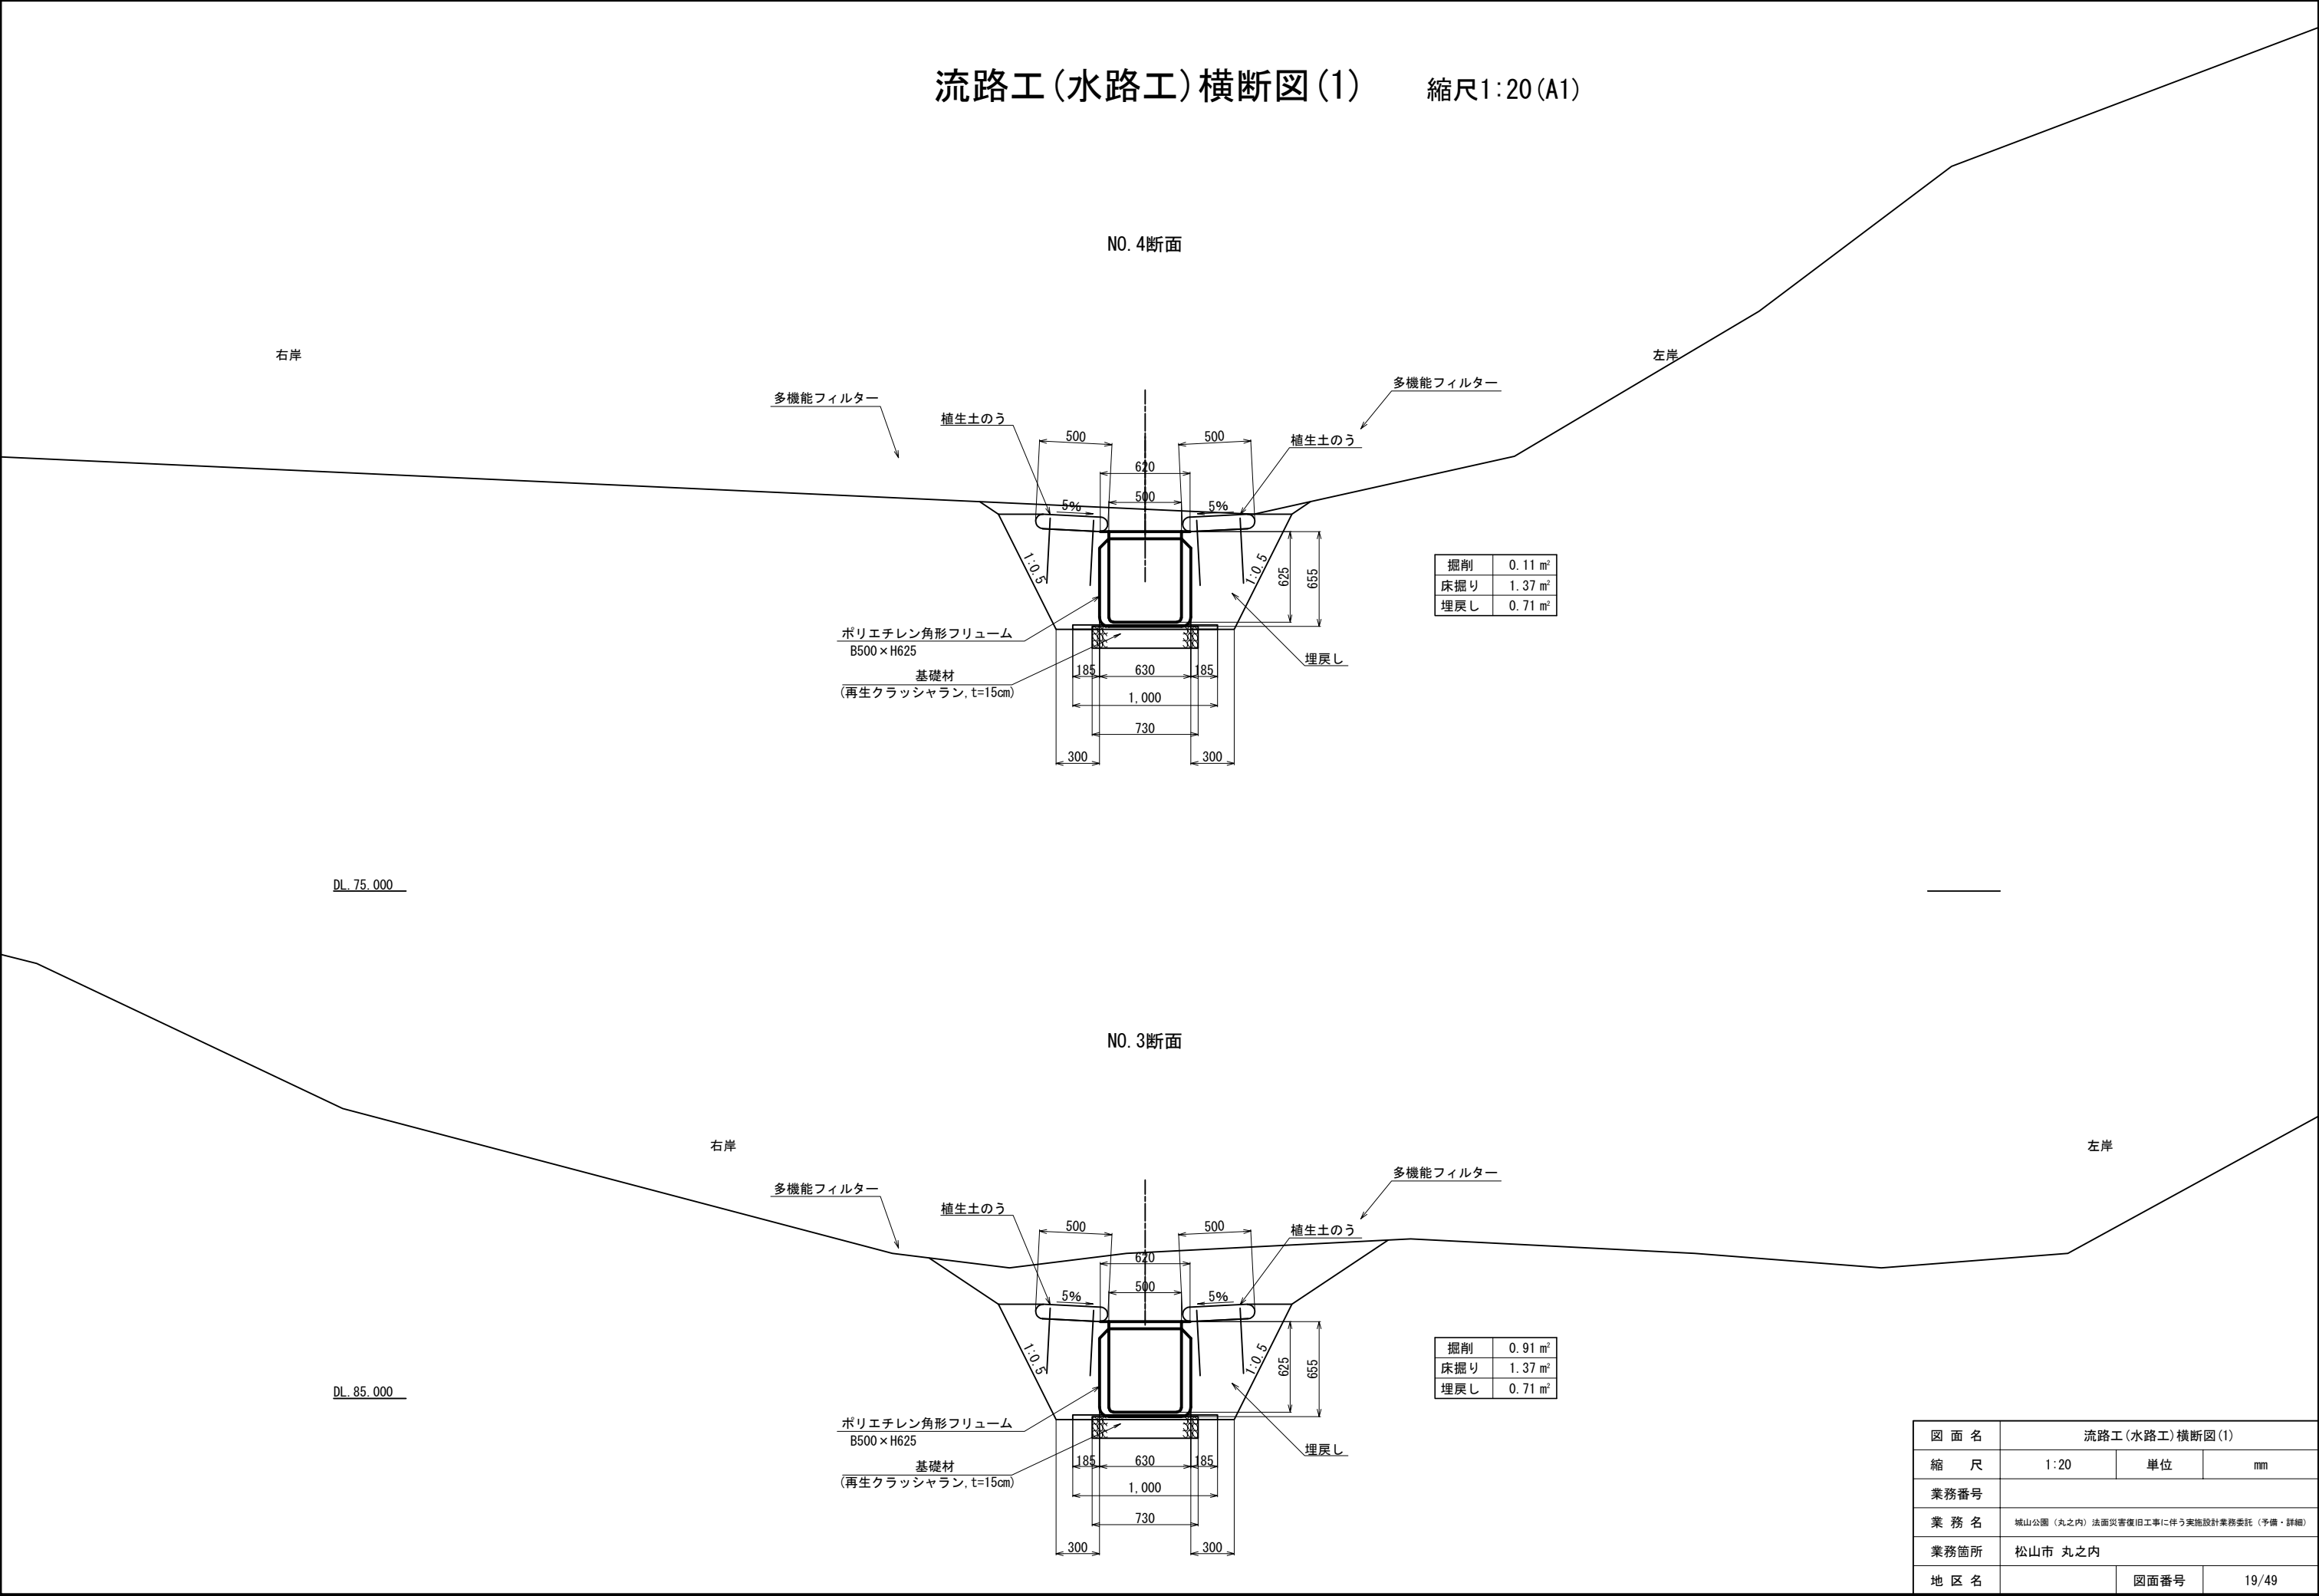 流路工(水路工)横断図(1) 縮尺1:20(A1)
NO.4断面
右岸
左岸
多機能フィルター
多機能フィルター
植生土のう
植生土のう
500
500
620
500
5%
5%
1:0.5
1:0.5
625
655
掘削 0.11㎡
床掘り 1.37㎡
埋戻し 0.71㎡
ポリエチレン角形フリューム
B500×H625
埋戻し
基礎材
(再生クラッシャラン,t=15cm)
185
630
185
1,000
730
300
300
DL.75.000
NO.3断面
右岸
左岸
多機能フィルター
多機能フィルター
植生土のう
植生土のう
500
500
620
500
5%
5%
1:0.5
1:0.5
625
655
掘削 0.91㎡
床掘り 1.37㎡
埋戻し 0.71㎡
DL.85.000
ポリエチレン角形フリューム
B500×H625
埋戻し
基礎材
(再生クラッシャラン,t=15cm)
185
630
185
1,000
730
300
300
図面名 流路工(水路工)横断図(1)
縮尺 1:20 単位 mm
業務番号
業務名 城山公園（丸之内）法面災害復旧工事に伴う実施設計業務委託（予備・詳細）
業務箇所 松山市 丸之内
地区名 図面番号 19/49